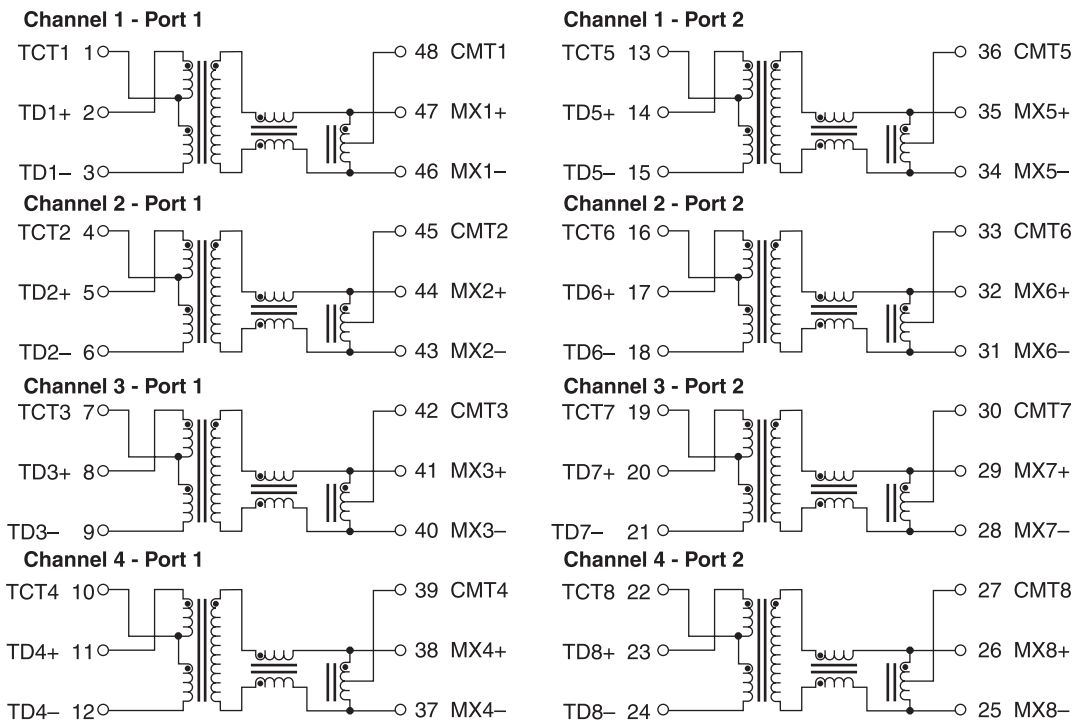 Channel 1 - Port 1
TCT1 1 48 CMT1
TD1+ 2 47 MX1+
TD1– 3 46 MX1–
Channel 2 - Port 1
TCT2 4 45 CMT2
TD2+ 5 44 MX2+
TD2– 6 43 MX2–
Channel 3 - Port 1
TCT3 7 42 CMT3
TD3+ 8 41 MX3+
TD3– 9 40 MX3–
Channel 4 - Port 1
TCT4 10 39 CMT4
TD4+ 11 38 MX4+
TD4– 12 37 MX4–
Channel 1 - Port 2
TCT5 13 36 CMT5
TD5+ 14 35 MX5+
TD5– 15 34 MX5–
Channel 2 - Port 2
TCT6 16 33 CMT6
TD6+ 17 32 MX6+
TD6– 18 31 MX6–
Channel 3 - Port 2
TCT7 19 30 CMT7
TD7+ 20 29 MX7+
TD7– 21 28 MX7–
Channel 4 - Port 2
TCT8 22 27 CMT8
TD8+ 23 26 MX8+
TD8– 24 25 MX8–